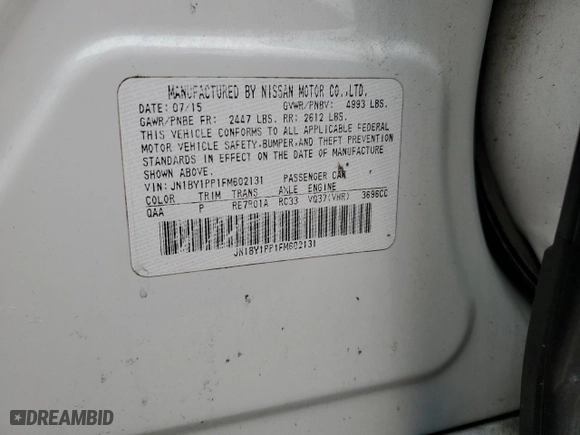 MANUFACTURED BY NISSAN MOTOR CO.,LTD.
DATE: 07/15 GVWR/PNBV: 4993 LBS.
GAWR/PNBE FR: 2447 LBS. RR: 2612 LBS.
THIS VEHICLE CONFORMS TO ALL APPLICABLE FEDERAL
MOTOR VEHICLE SAFETY,BUMPER,AND THEFT PREVENTION
STANDARDS IN EFFECT ON THE DATE OF MANUFACTURE
SHOWN ABOVE.
VIN: JN1BY1PP1FM602131 PASSENGER CAR
COLOR TRIM TRANS AXLE ENGINE
QAA P RE7R01A RC33 VQ37(VHR) 3696CC
JN1BY1PP1FM602131
DREAMBID